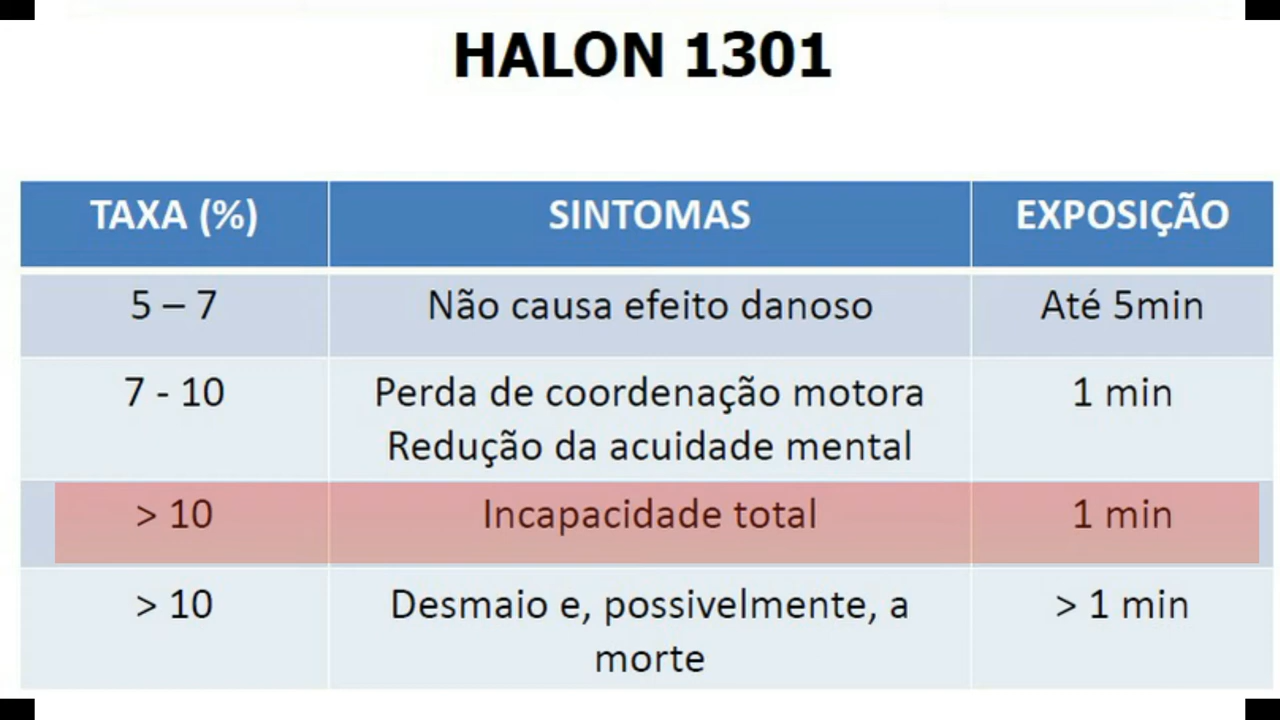 HALON 1301
TAXA (%) SINTOMAS EXPOSIÇÃO
5 – 7 Não causa efeito danoso Até 5min
7 - 10 Perda de coordenação motora 1 min
Redução da acuidade mental
> 10 Incapacidade total 1 min
> 10 Desmaio e, possivelmente, a > 1 min
morte